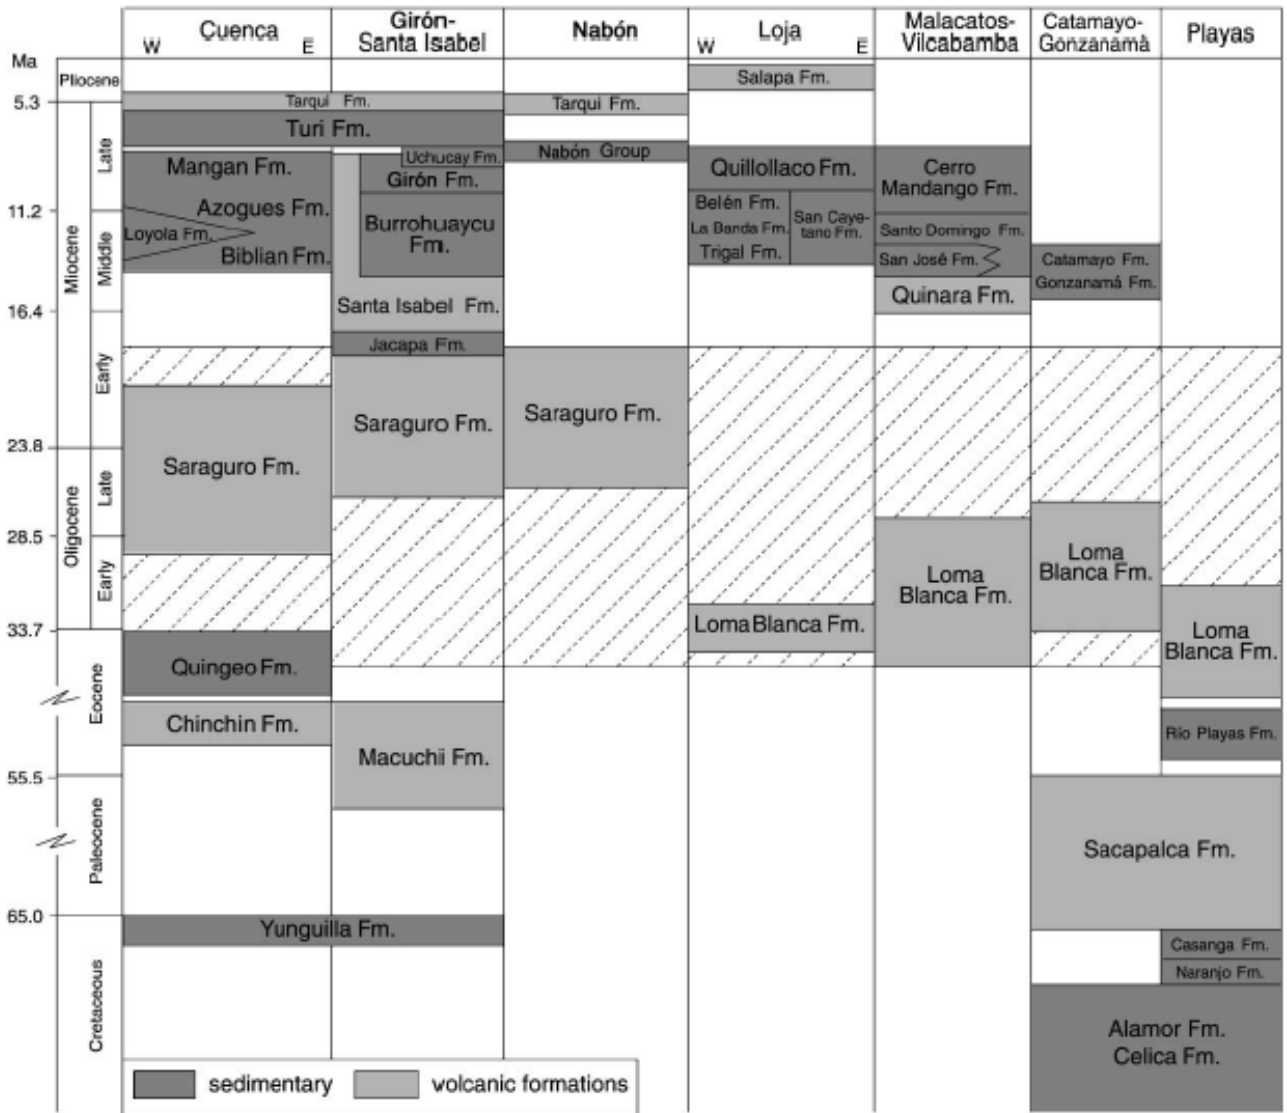 Cuenca
W E
Girón-
Santa Isabel
Nabón
Loja
W E
Malacatos-
Vilcabamba
Catamayo-
Gonzanamá
Playas
Ma
Pliocene
5.3
Miocene
Late
11.2
Middle
16.4
Early
23.8
Oligocene
Late
28.5
Early
33.7
Eocene
55.5
Paleocene
65.0
Cretaceous
Tarqui Fm.
Turi Fm.
Mangan Fm.
Azogues Fm.
Loyola Fm.
Biblian Fm.
Saraguro Fm.
Quingeo Fm.
Chinchin Fm.
Yunguilla Fm.
Uchucay Fm.
Girón Fm.
Burrohuaycu
Fm.
Santa Isabel Fm.
Jacapa Fm.
Saraguro Fm.
Macuchii Fm.
Tarqui Fm.
Nabón Group
Saraguro Fm.
Salapa Fm.
Quillollaco Fm.
Belén Fm.
La Banda Fm.
Trigal Fm.
San Caye-
tano Fm.
Loma Blanca Fm.
Cerro
Mandango Fm.
Santo Domingo Fm.
San José Fm.
Quinara Fm.
Loma
Blanca Fm.
Catamayo Fm.
Gonzanamá Fm.
Loma
Blanca Fm.
Loma
Blanca Fm.
Río Playas Fm.
Sacapalca Fm.
Casanga Fm.
Naranjo Fm.
Alamor Fm.
Celica Fm.
sedimentary
volcanic formations